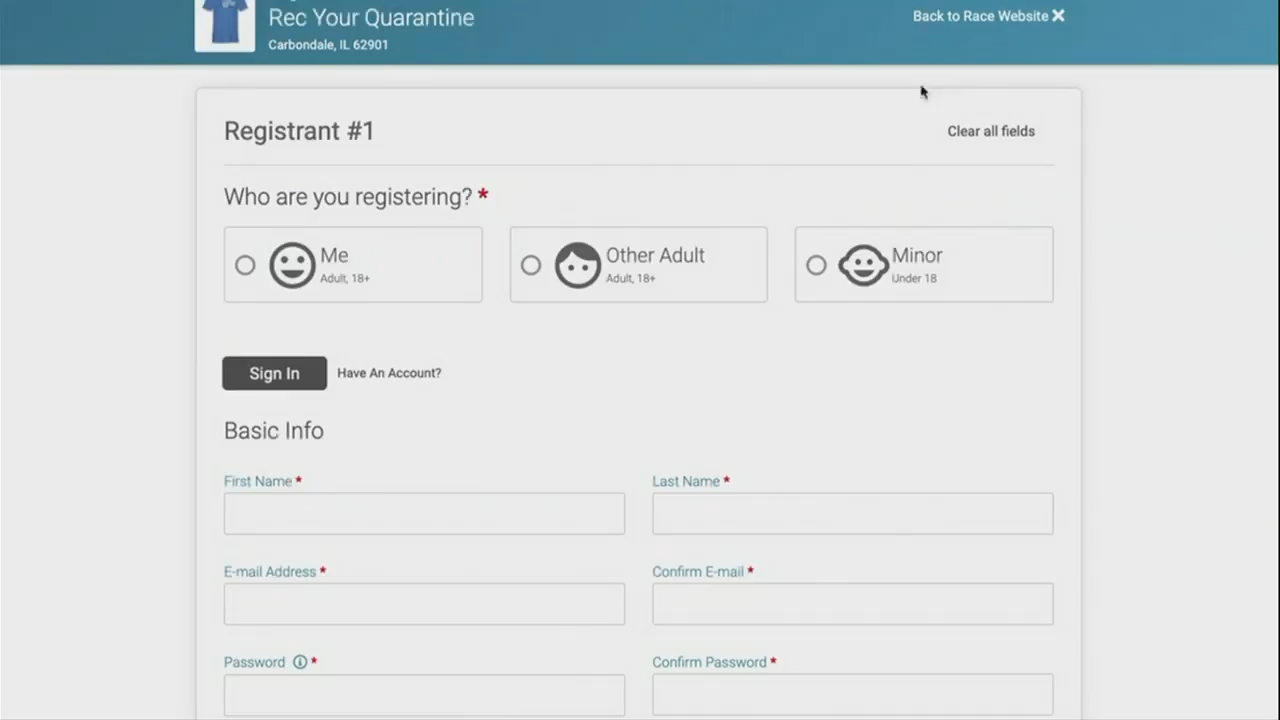 Rec Your Quarantine
Back to Race Website
Carbondale, IL 62901
Registrant #1
Clear all fields
Who are you registering? *
Me
Adult, 18+
Other Adult
Adult, 18+
Minor
Under 18
Sign In
Have An Account?
Basic Info
First Name *
Last Name *
E-mail Address *
Confirm E-mail *
Password *
Confirm Password *